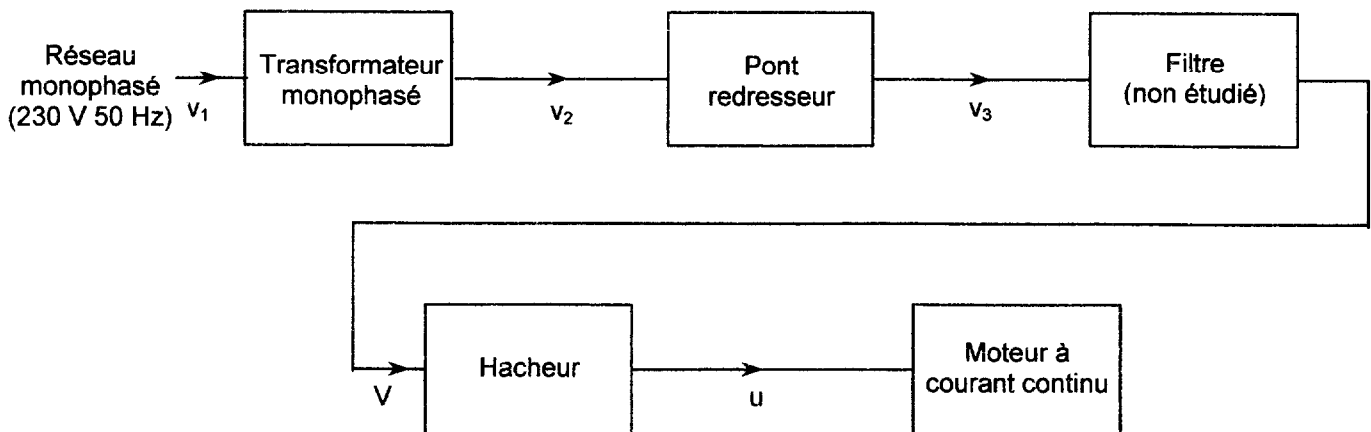 Réseau
monophasé
(230 V 50 Hz)
v₁
Transformateur
monophasé
v₂
Pont
redresseur
v₃
Filtre
(non étudié)
V
Hacheur
u
Moteur à
courant continu